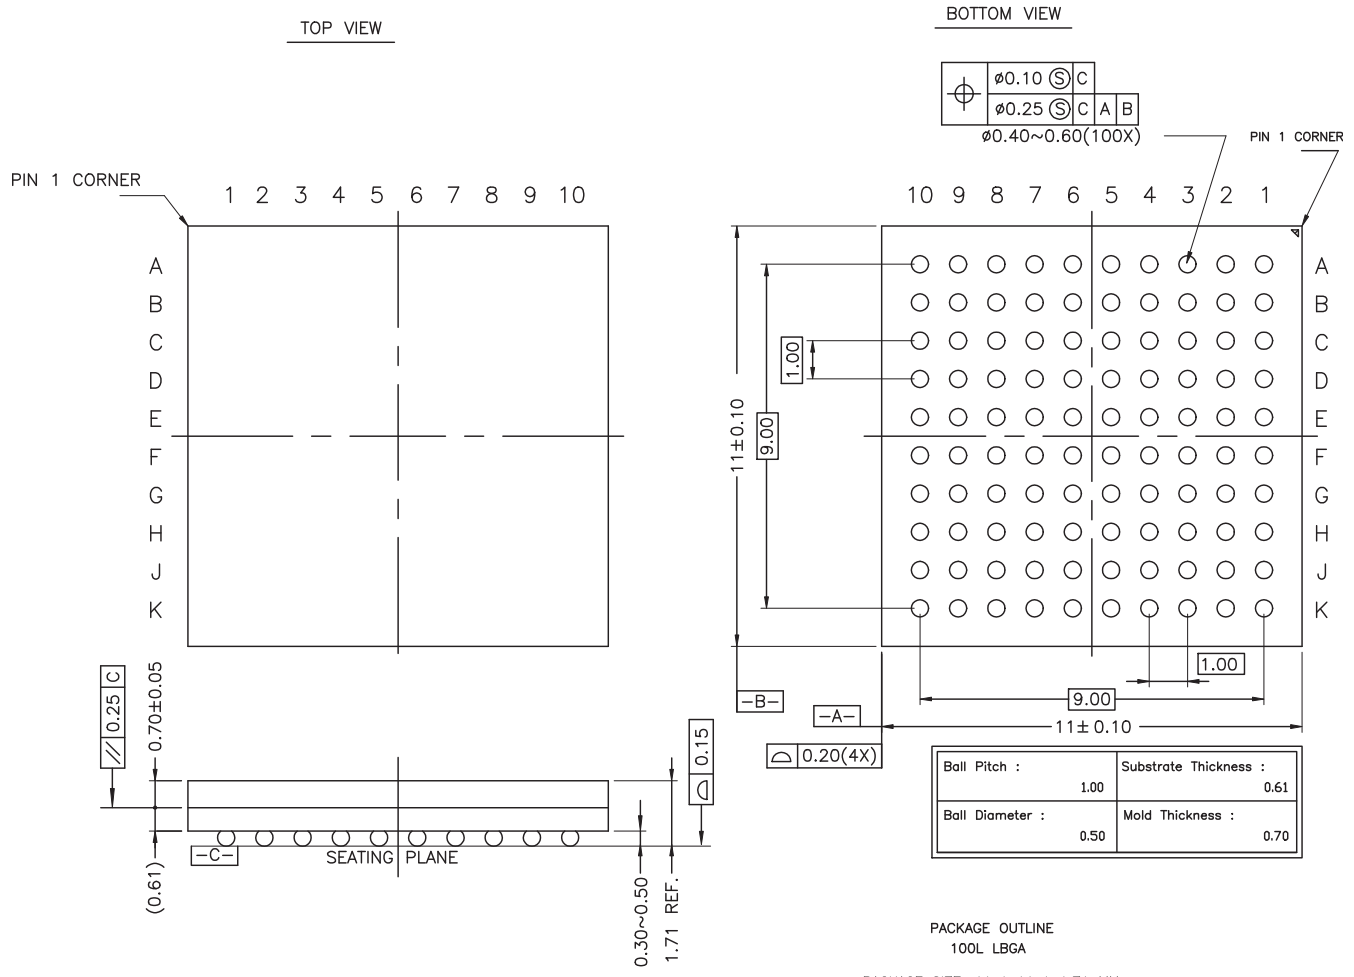 TOP VIEW
BOTTOM VIEW
ø0.10 Ⓢ C
ø0.25 Ⓢ C A B
ø0.40~0.60(100X)
PIN 1 CORNER
PIN 1 CORNER
1 2 3 4 5 6 7 8 9 10
10 9 8 7 6 5 4 3 2 1
A
B
C
D
E
F
G
H
J
K
A
B
C
D
E
F
G
H
J
K
1.00
9.00
11±0.10
1.00
9.00
11±0.10
-B-
-A-
0.20(4X)
// 0.25 C
0.70±0.05
(0.61)
0.15
-C-
SEATING PLANE
0.30~0.50
1.71 REF.
Ball Pitch :
1.00
Substrate Thickness :
0.61
Ball Diameter :
0.50
Mold Thickness :
0.70
PACKAGE OUTLINE
100L LBGA